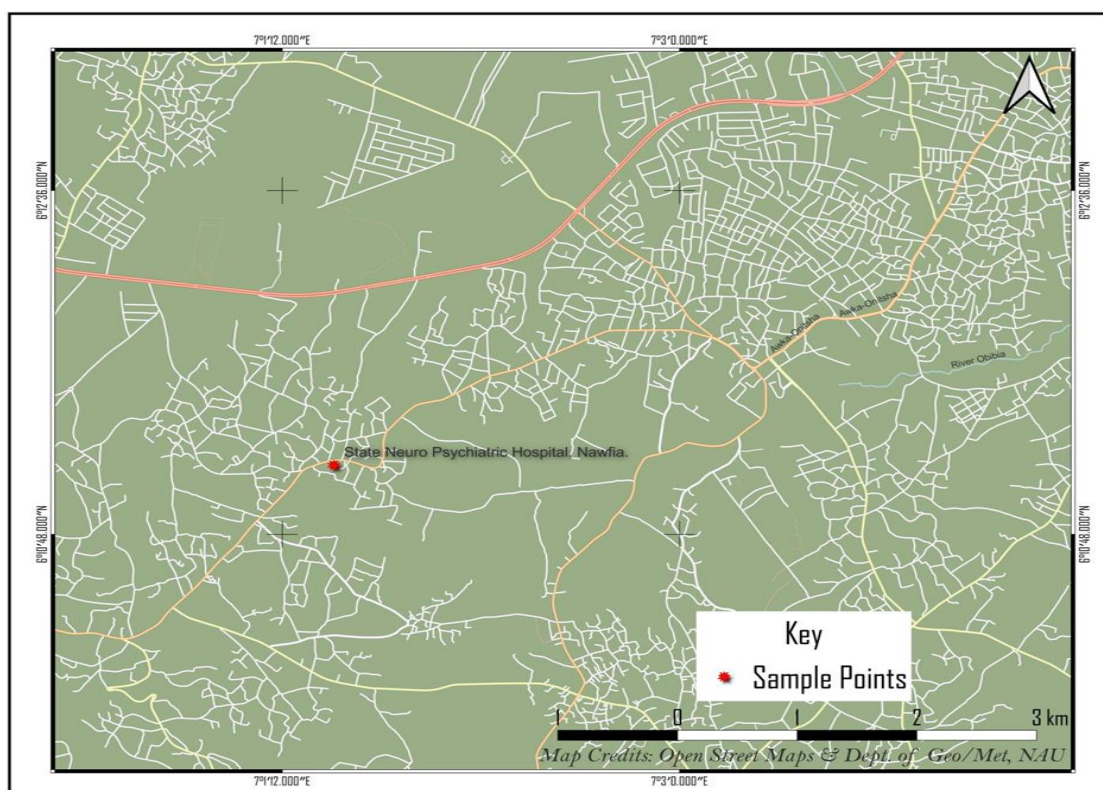 7°1'12.000"E
7°3'0.000"E
6°12'36.000"N
6°12'36.000"N
Awka-Onitsha
Awka-Onitsha
River Obibia
State Neuro Psychiatric Hospital, Nawfia.
6°10'48.000"N
6°10'48.000"N
Key
Sample Points
1 0 1 2 3 km
Map Credits: Open Street Maps & Dept. of Geo/Met, NAU
7°1'12.000"E
7°3'0.000"E